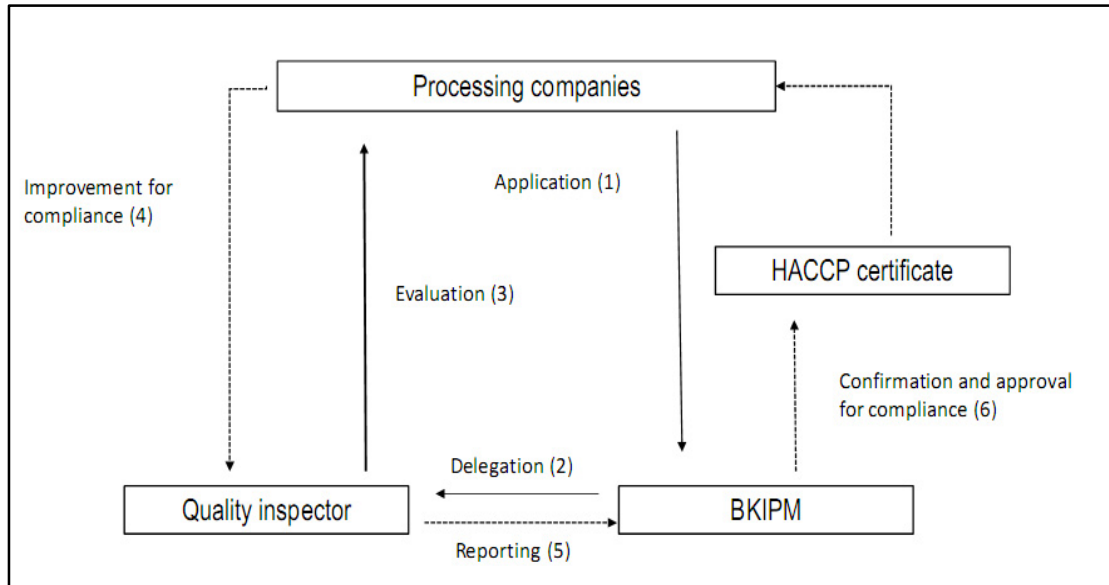 Processing companies
Application (1)
Improvement for
compliance (4)
HACCP certificate
Evaluation (3)
Confirmation and approval
for compliance (6)
Delegation (2)
Quality inspector
BKIPM
Reporting (5)